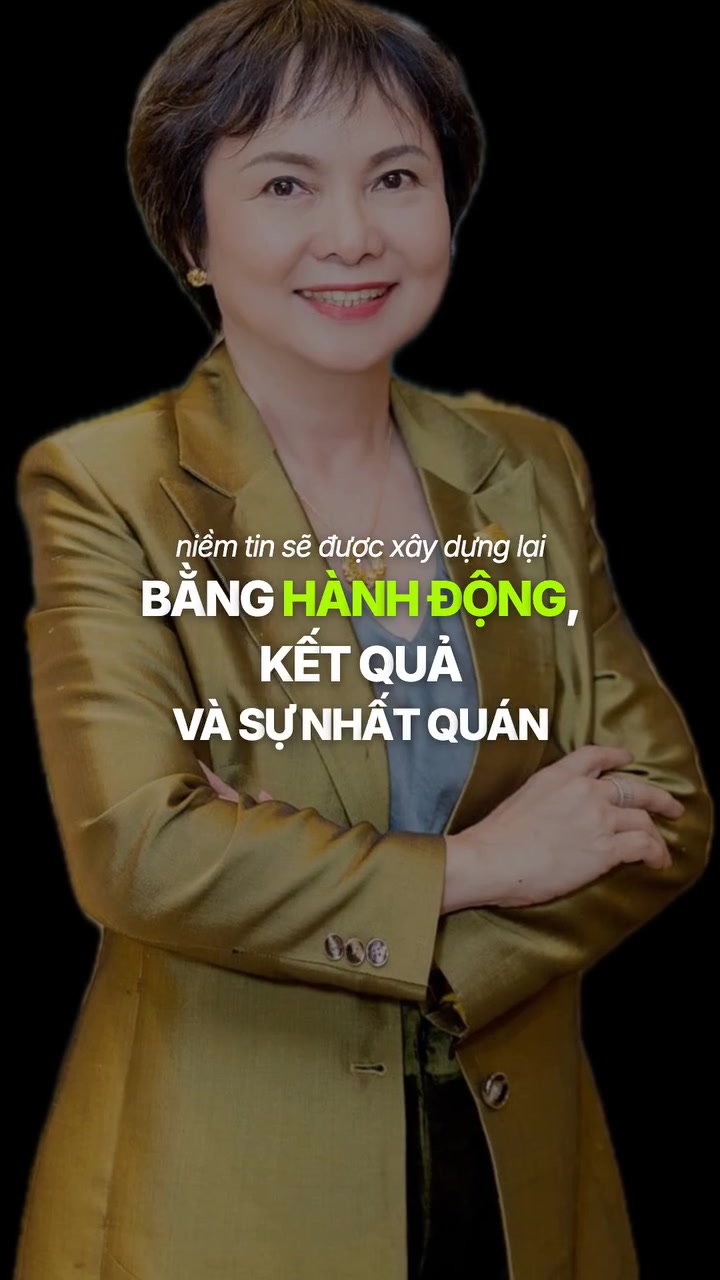 niềm tin sẽ được xây dựng lại
BẰNG HÀNH ĐỘNG,
KẾT QUẢ
VÀ SỰ NHẤT QUÁN